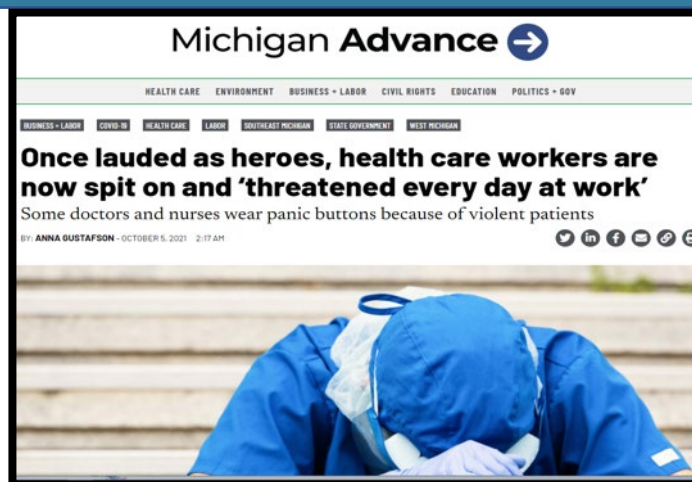 Michigan Advance
HEALTH CARE ENVIRONMENT BUSINESS + LABOR CIVIL RIGHTS EDUCATION POLITICS + GOV
BUSINESS + LABOR COVID-19 HEALTH CARE LABOR SOUTHEAST MICHIGAN STATE GOVERNMENT WEST MICHIGAN
Once lauded as heroes, health care workers are
now spit on and ‘threatened every day at work’
Some doctors and nurses wear panic buttons because of violent patients
BY: ANNA GUSTAFSON - OCTOBER 5, 2021 2:17 AM